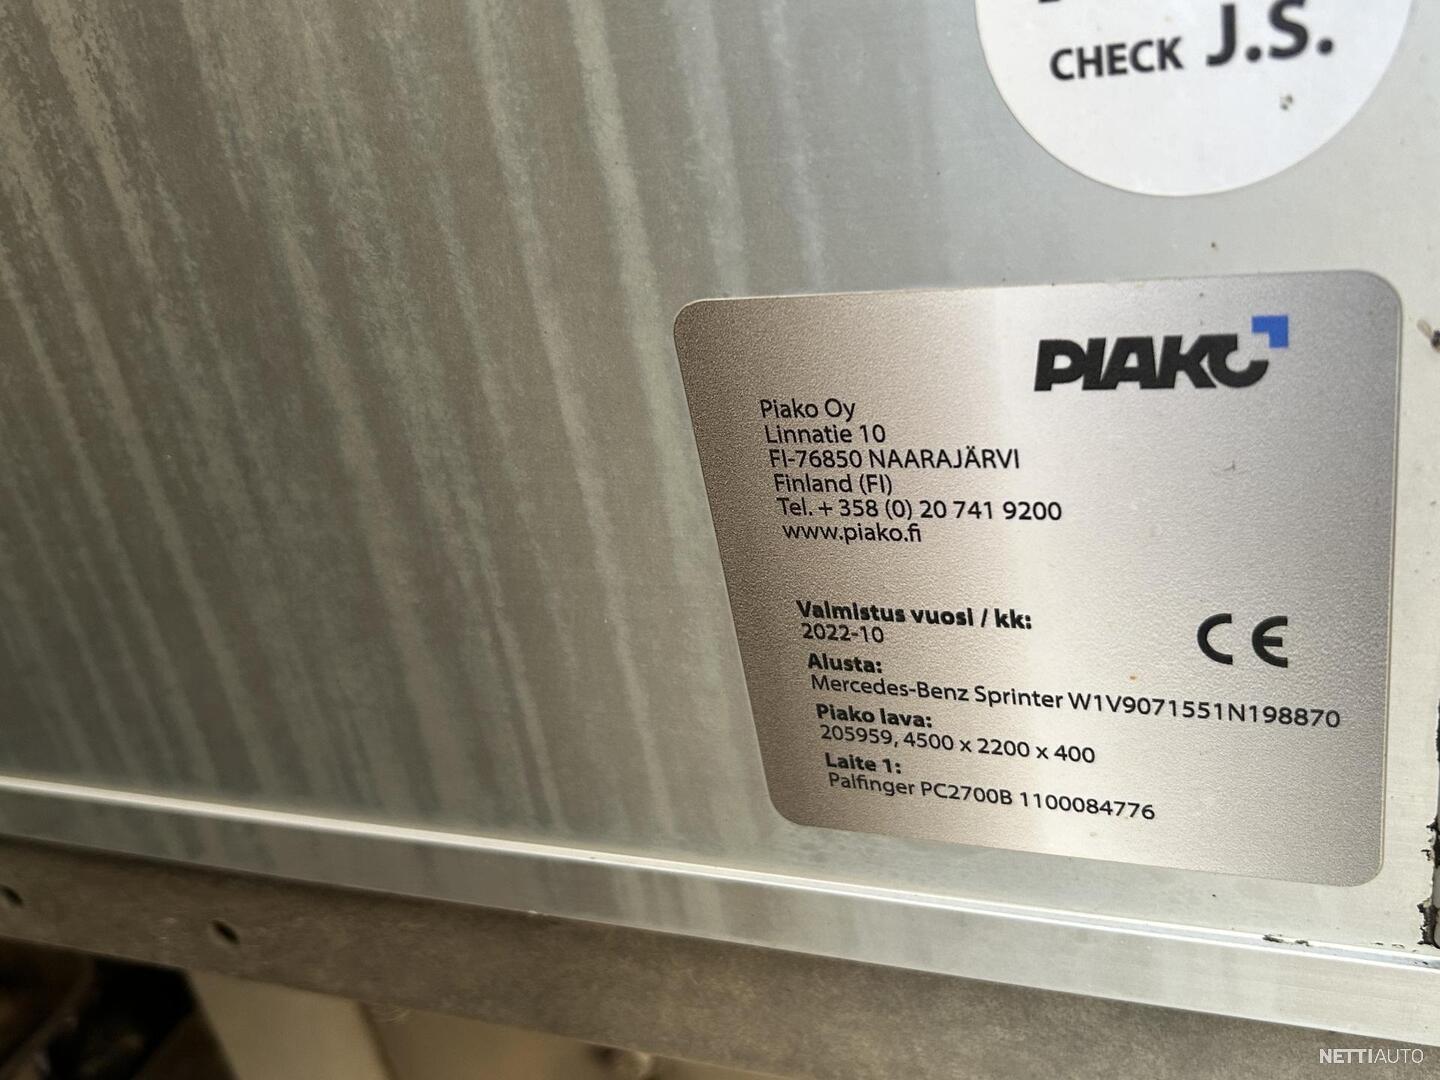 CHECK J.S.
PIAKO
Piako Oy
Linnatie 10
FI-76850 NAARAJÄRVI
Finland (FI)
Tel. + 358 (0) 20 741 9200
www.piako.fi
Valmistus vuosi / kk:
2022-10
CE
Alusta:
Mercedes-Benz Sprinter W1V9071551N198870
Piako lava:
205959, 4500 x 2200 x 400
Laite 1:
Palfinger PC2700B 1100084776
NETTIAUTO